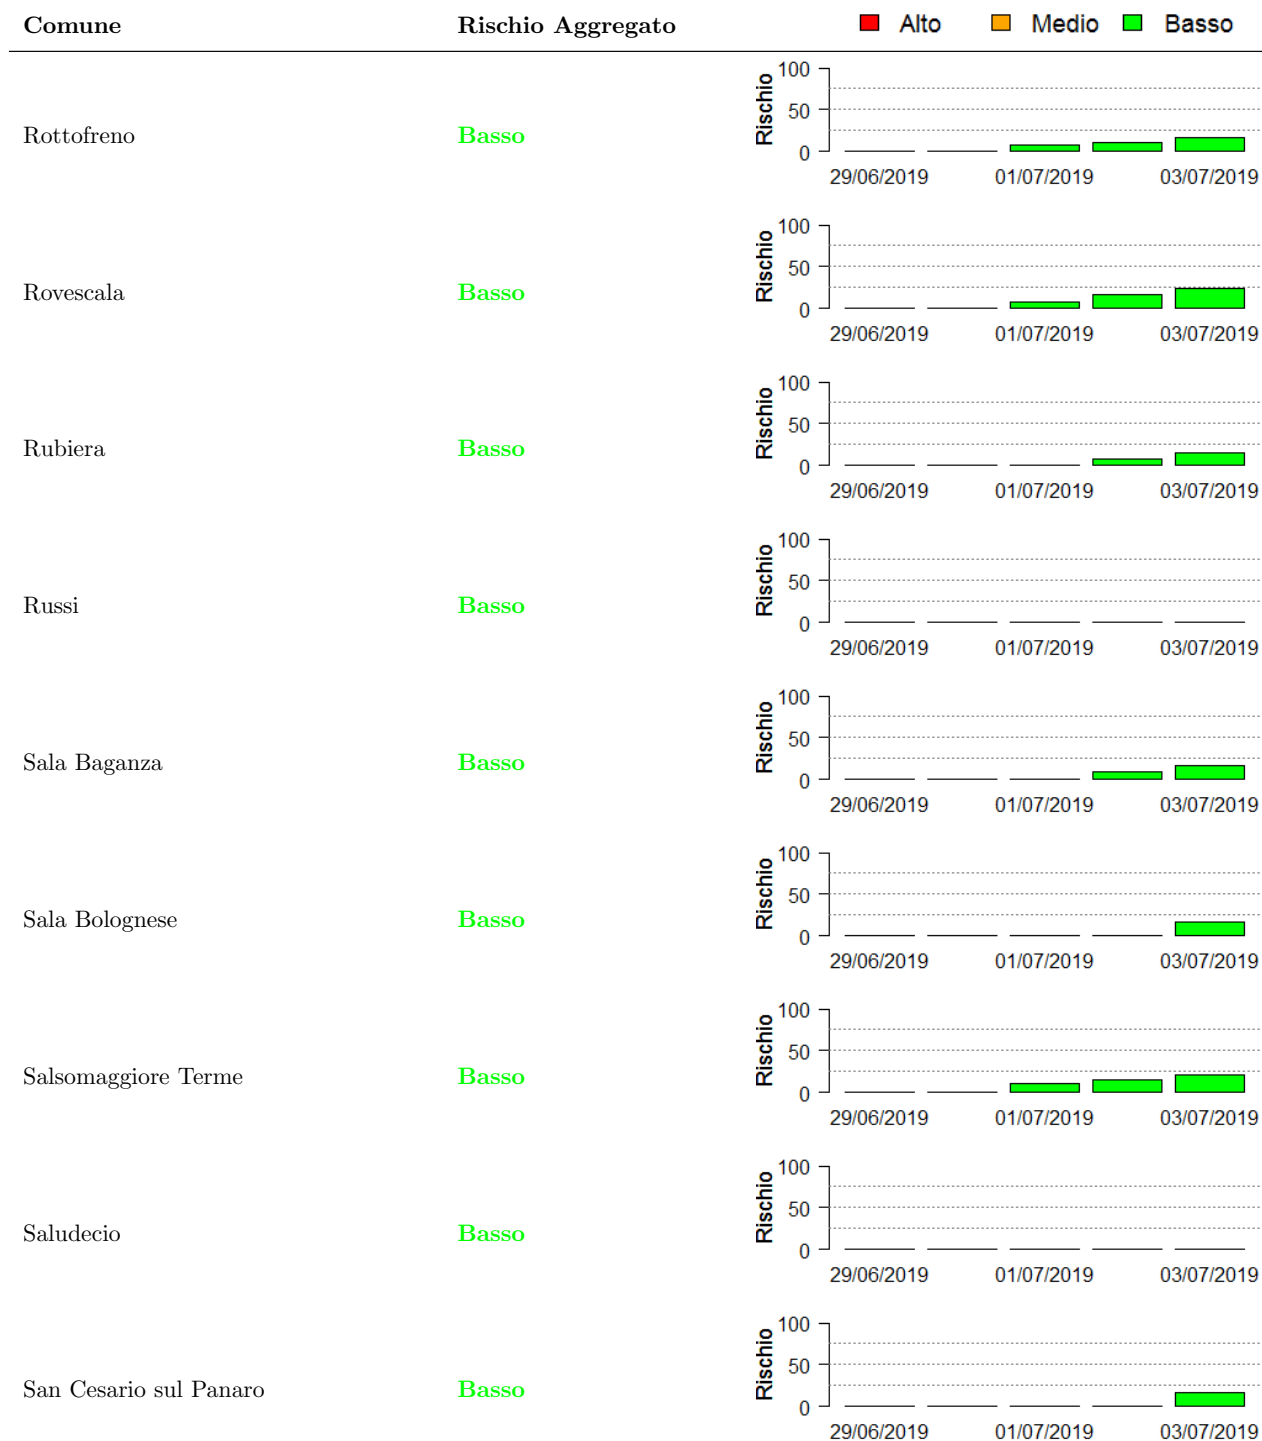 Comune Rischio Aggregato Alto Medio Basso
Rottofreno Basso
Rischio
100
50
0
29/06/2019 01/07/2019 03/07/2019
Rovescala Basso
Rischio
100
50
0
29/06/2019 01/07/2019 03/07/2019
Rubiera Basso
Rischio
100
50
0
29/06/2019 01/07/2019 03/07/2019
Russi Basso
Rischio
100
50
0
29/06/2019 01/07/2019 03/07/2019
Sala Baganza Basso
Rischio
100
50
0
29/06/2019 01/07/2019 03/07/2019
Sala Bolognese Basso
Rischio
100
50
0
29/06/2019 01/07/2019 03/07/2019
Salsomaggiore Terme Basso
Rischio
100
50
0
29/06/2019 01/07/2019 03/07/2019
Saludecio Basso
Rischio
100
50
0
29/06/2019 01/07/2019 03/07/2019
San Cesario sul Panaro Basso
Rischio
100
50
0
29/06/2019 01/07/2019 03/07/2019